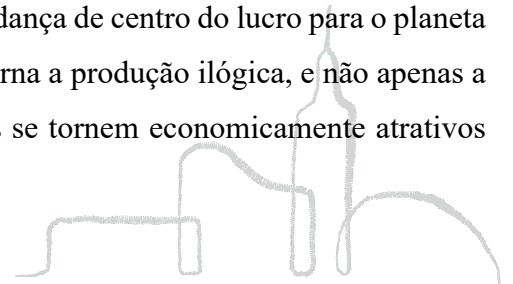 dança de centro do lucro para o planeta
rna a produção ilógica, e não apenas a
se tornem economicamente atrativos